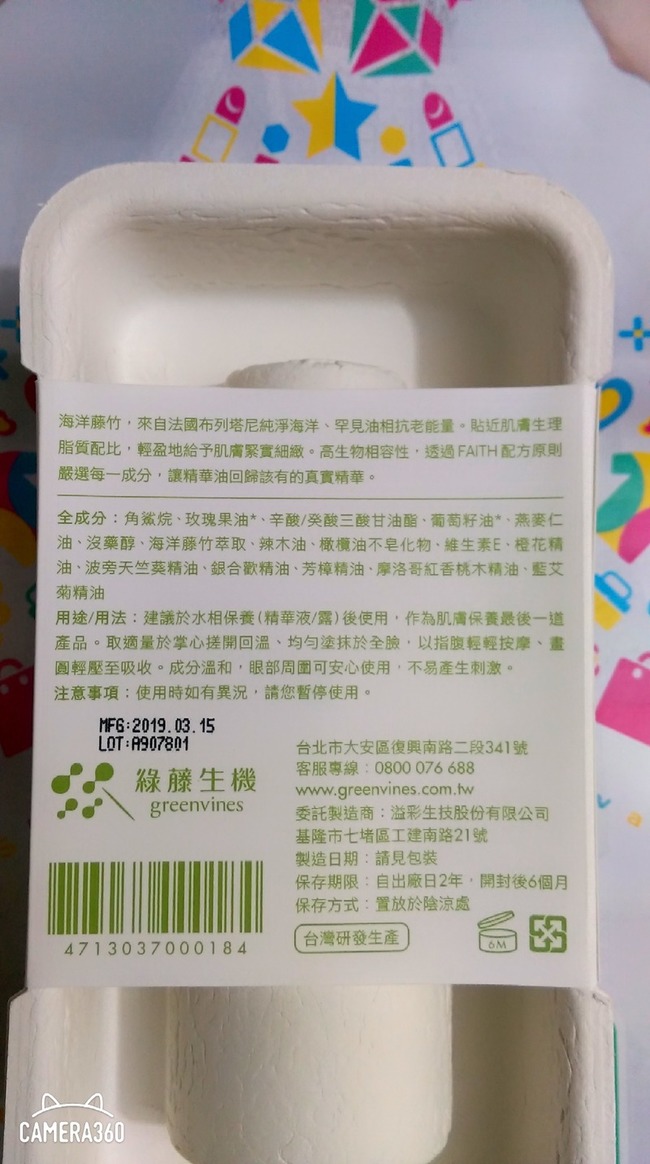 海洋藤竹，來自法國布列塔尼純淨海洋、罕見油相抗老能量。貼近肌膚生理
脂質配比，輕盈地給予肌膚緊實細緻。高生物相容性，透過FAITH配方原則
嚴選每一成分，讓精華油回歸該有的真實精華。
全成分：角鯊烷、玫瑰果油*、辛酸/癸酸三酸甘油酯、葡萄籽油*、燕麥仁
油、沒藥醇、海洋藤竹萃取、辣木油、橄欖油不皂化物、維生素E、橙花精
油、波旁天竺葵精油、銀合歡精油、芳樟精油、摩洛哥紅香桃木精油、藍艾
菊精油
用途/用法：建議於水相保養(精華液/露)後使用，作為肌膚保養最後一道
產品。取適量於掌心搓開回溫、均勻塗抹於全臉，以指腹輕輕按摩、畫
圓輕壓至吸收。成分溫和，眼部周圍可安心使用，不易產生刺激。
注意事項：使用時如有異況，請您暫停使用。
MFG:2019.03.15
LOT:A907801
綠藤生機
greenvines
4713037000184
台北市大安區復興南路二段341號
客服專線：0800 076 688
www.greenvines.com.tw
委託製造商：溢彩生技股份有限公司
基隆市七堵區工建南路21號
製造日期：請見包裝
保存期限：自出廠日2年，開封後6個月
保存方式：置放於陰涼處
台灣研發生產
6M
CAMERA360